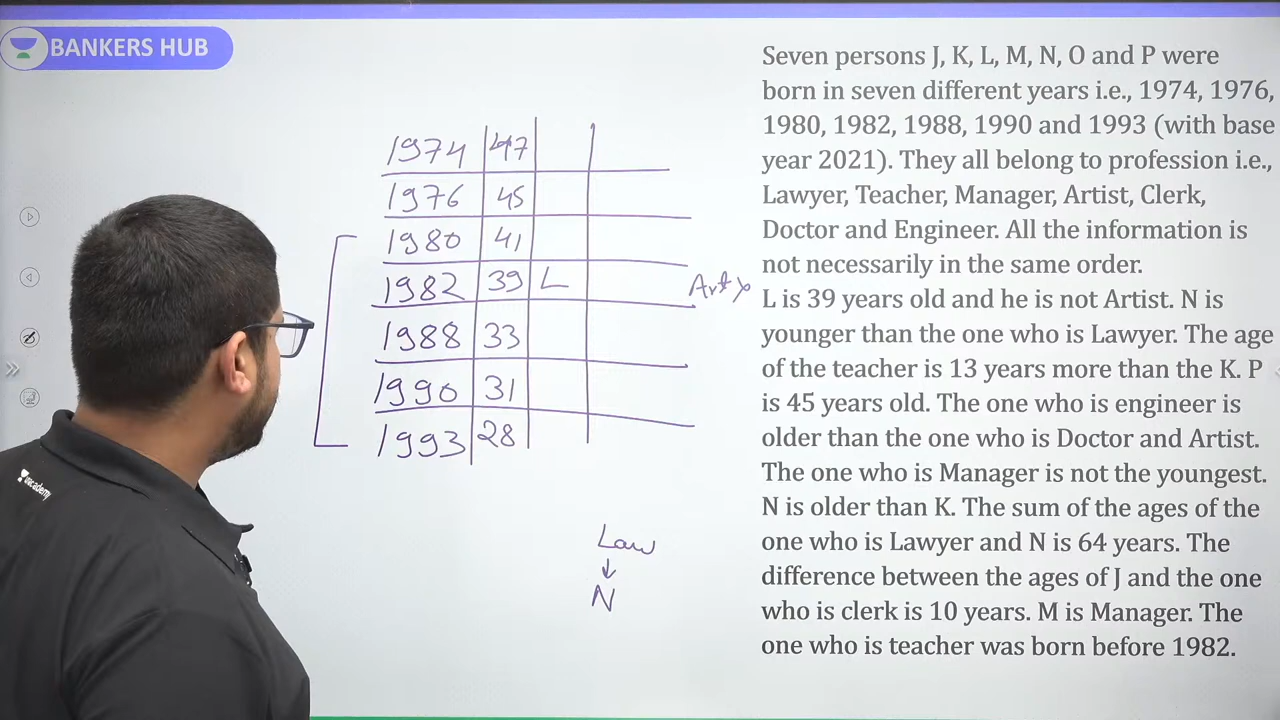 BANKERS HUB
Seven persons J, K, L, M, N, O and P were
born in seven different years i.e., 1974, 1976,
1980, 1982, 1988, 1990 and 1993 (with base
year 2021). They all belong to profession i.e.,
Lawyer, Teacher, Manager, Artist, Clerk,
Doctor and Engineer. All the information is
not necessarily in the same order.
L is 39 years old and he is not Artist. N is
younger than the one who is Lawyer. The age
of the teacher is 13 years more than the K. P
is 45 years old. The one who is engineer is
older than the one who is Doctor and Artist.
The one who is Manager is not the youngest.
N is older than K. The sum of the ages of the
one who is Lawyer and N is 64 years. The
difference between the ages of J and the one
who is clerk is 10 years. M is Manager. The
one who is teacher was born before 1982.
1974 47
1976 45
1980 41
1982 39 L Art x
1988 33
1990 31
1993 28
Law
↓
N
unacademy